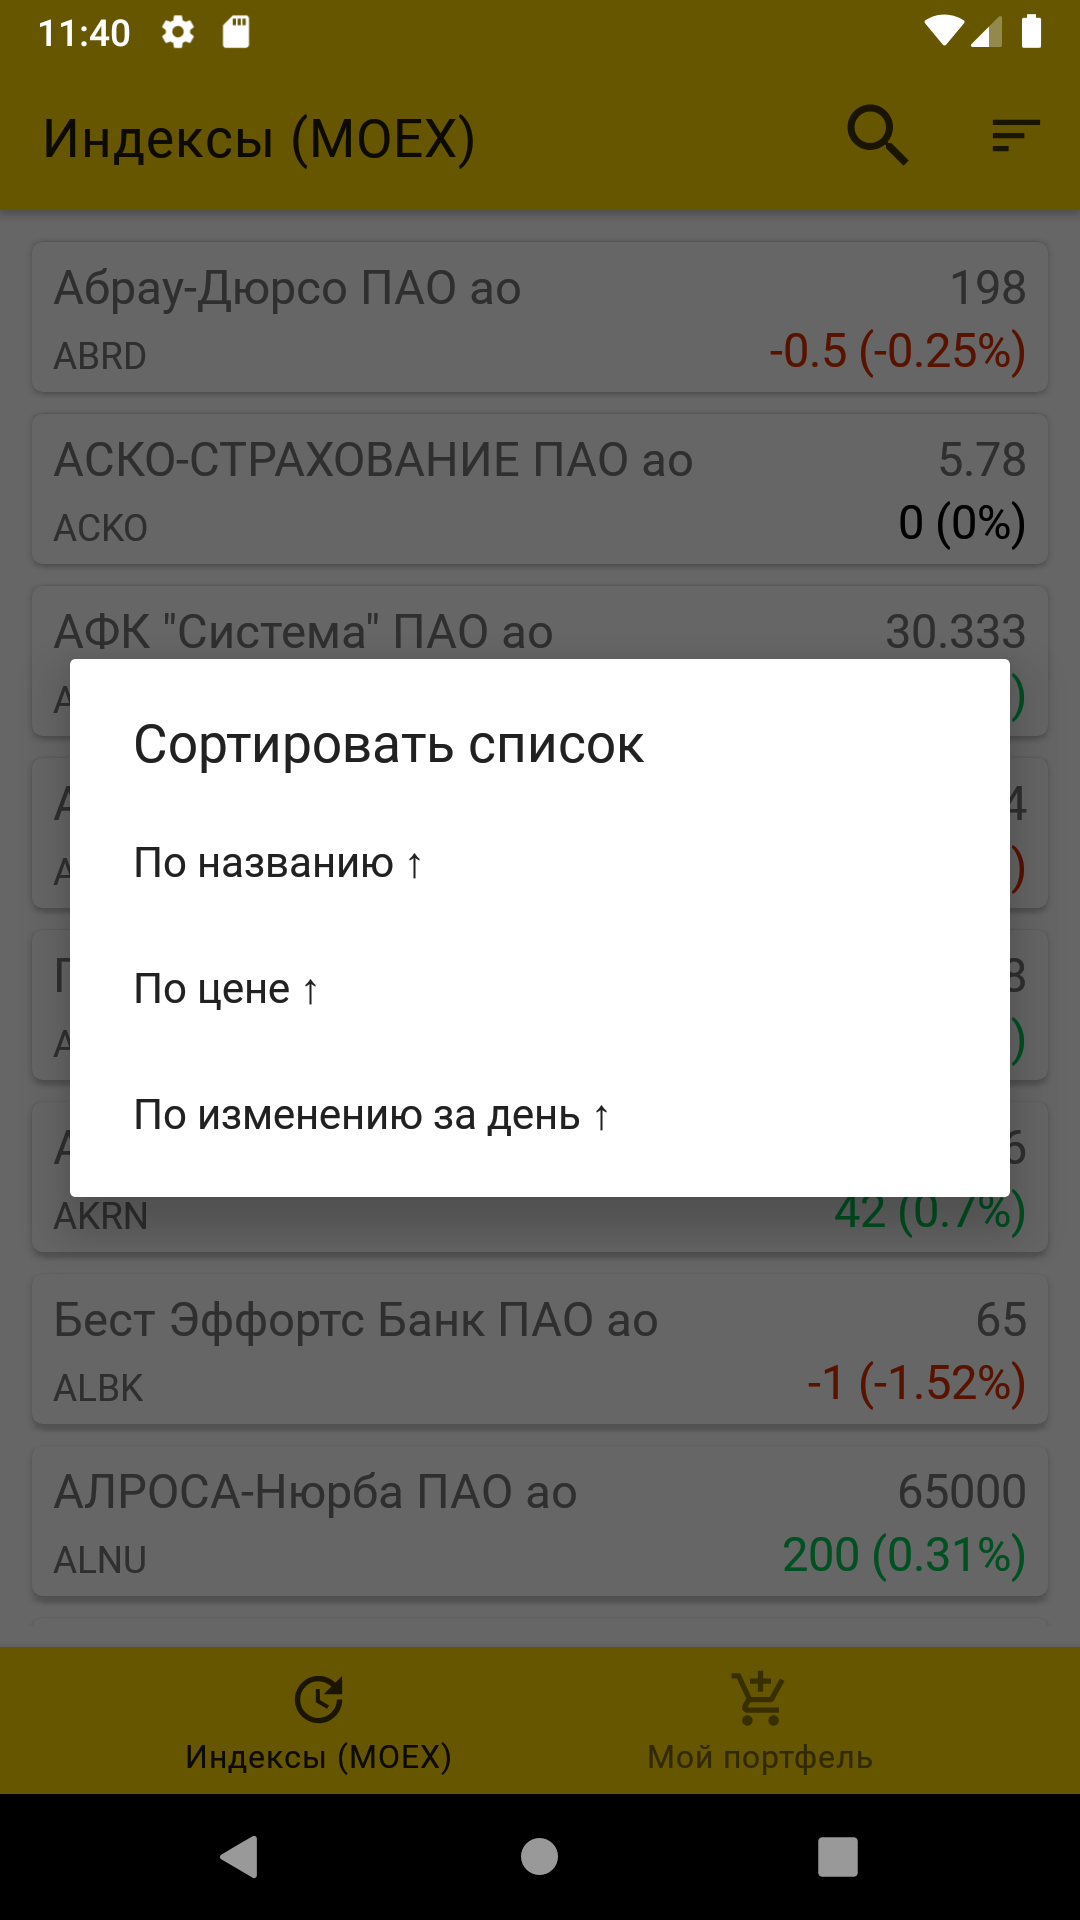 11:40
Индексы (MOEX)
Абрау-Дюрсо ПАО ао 198
ABRD -0.5 (-0.25%)
АСКО-СТРАХОВАНИЕ ПАО ао 5.78
ACKO 0 (0%)
АФК "Система" ПАО ао 30.333
Сортировать список
По названию ↑
По цене ↑
По изменению за день ↑
AKRN 42 (0.7%)
Бест Эффортс Банк ПАО ао 65
ALBK -1 (-1.52%)
АЛРОСА-Нюрба ПАО ао 65000
ALNU 200 (0.31%)
Индексы (MOEX) Мой портфель